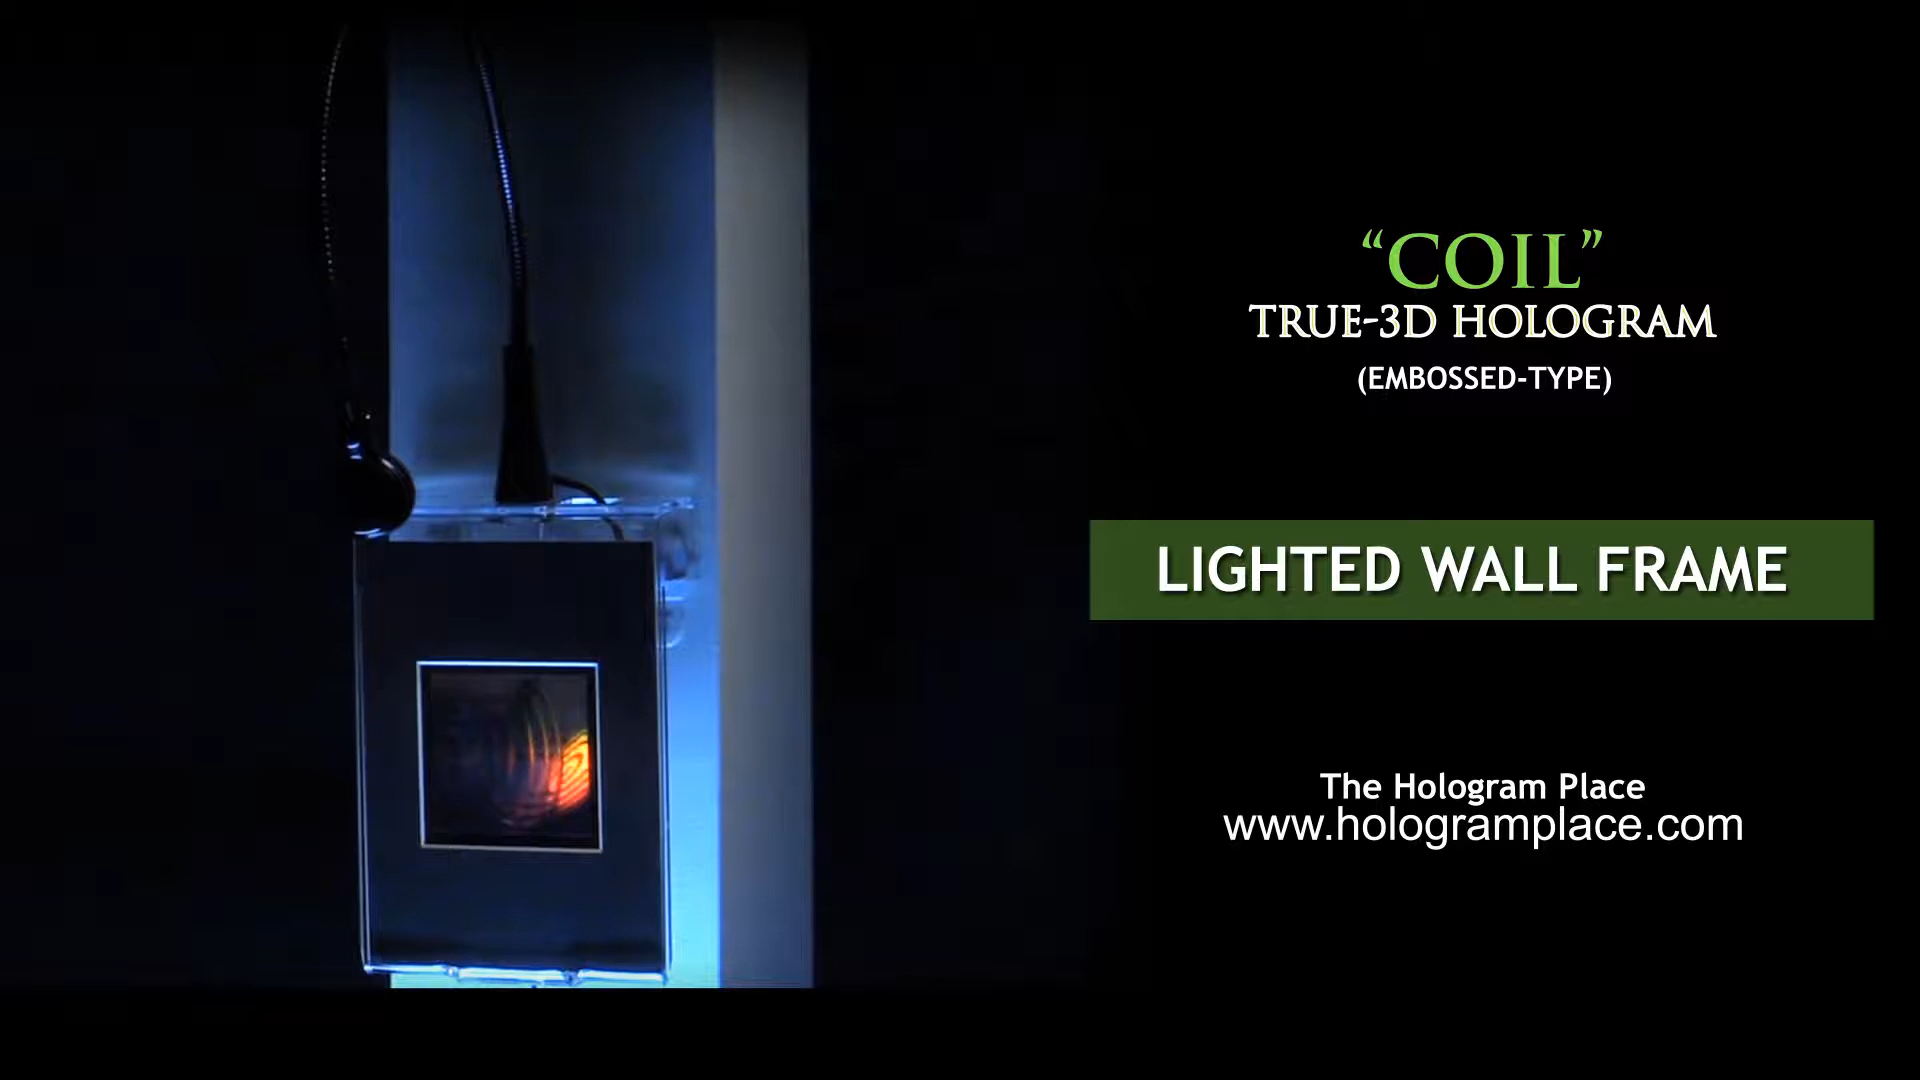 “COIL”
TRUE-3D HOLOGRAM
(EMBOSSED-TYPE)
LIGHTED WALL FRAME
The Hologram Place
www.hologramplace.com